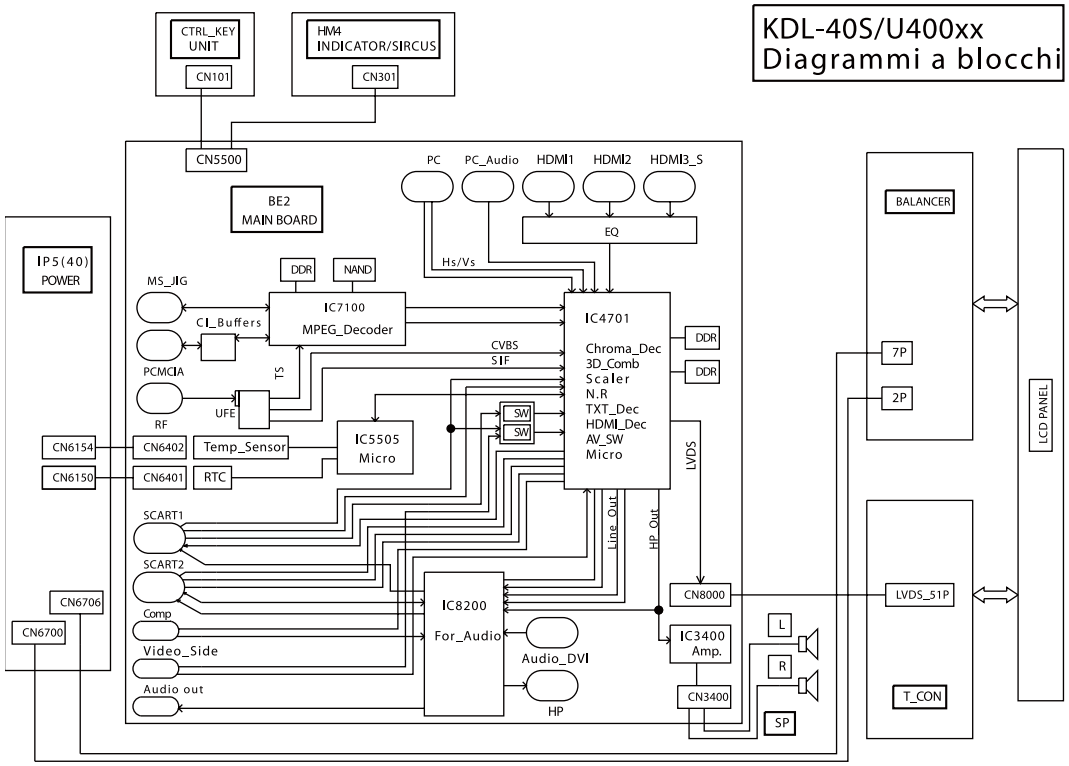 KDL-40S/U400xx
Diagrammi a blocchi
CTRL_KEY
UNIT
CN101
HM4
INDICATOR/SIRCUS
CN301
CN5500
BE2
MAIN BOARD
PC
PC_Audio
HDMI1
HDMI2
HDMI3_S
EQ
Hs/Vs
BALANCER
7P
2P
LCD PANEL
IP5(40)
POWER
MS_JIG
DDR
NAND
IC7100
MPEG_Decoder
CI_Buffers
PCMCIA
RF
UFE
TS
CVBS
SIF
IC4701
Chroma_Dec
3D_Comb
Scaler
N.R
TXT_Dec
HDMI_Dec
AV_SW
Micro
DDR
DDR
SW
SW
CN6154
CN6402
Temp_Sensor
IC5505
Micro
CN6150
CN6401
RTC
LVDS
SCART1
SCART2
Line_Out
HP_Out
Comp
Video_Side
Audio out
IC8200
For_Audio
Audio_DVI
HP
CN8000
IC3400
Amp.
CN3400
L
R
SP
LVDS_51P
T_CON
CN6706
CN6700